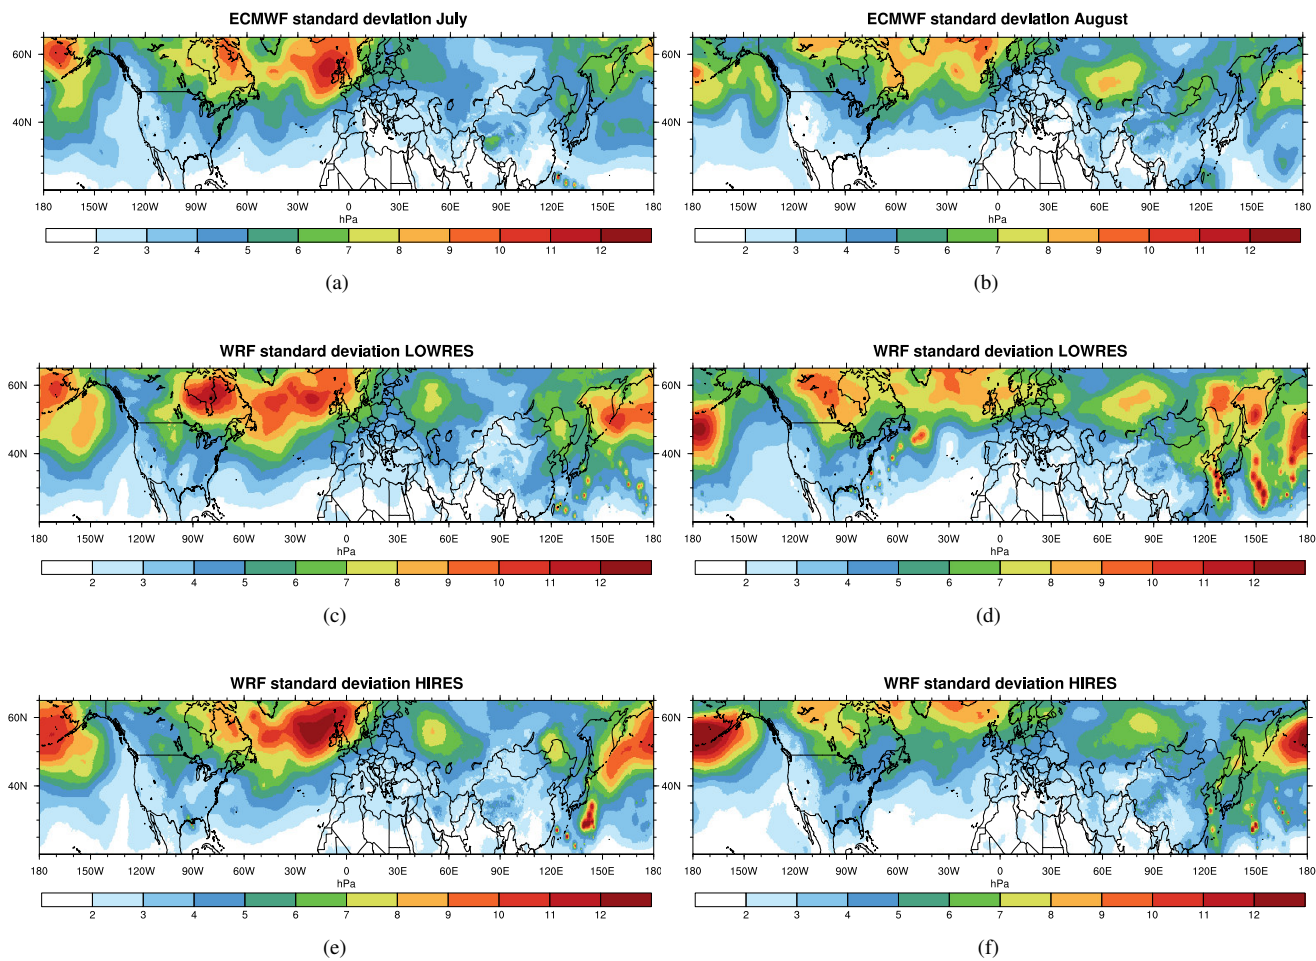 ECMWF standard deviation July
60N
40N
180 150W 120W 90W 60W 30W 0 30E 60E 90E 120E 150E 180
hPa
2 3 4 5 6 7 8 9 10 11 12
(a)
ECMWF standard deviation August
60N
40N
180 150W 120W 90W 60W 30W 0 30E 60E 90E 120E 150E 180
hPa
2 3 4 5 6 7 8 9 10 11 12
(b)
WRF standard deviation LOWRES
60N
40N
180 150W 120W 90W 60W 30W 0 30E 60E 90E 120E 150E 180
hPa
2 3 4 5 6 7 8 9 10 11 12
(c)
WRF standard deviation LOWRES
60N
40N
180 150W 120W 90W 60W 30W 0 30E 60E 90E 120E 150E 180
hPa
2 3 4 5 6 7 8 9 10 11 12
(d)
WRF standard deviation HIRES
60N
40N
180 150W 120W 90W 60W 30W 0 30E 60E 90E 120E 150E 180
hPa
2 3 4 5 6 7 8 9 10 11 12
(e)
WRF standard deviation HIRES
60N
40N
180 150W 120W 90W 60W 30W 0 30E 60E 90E 120E 150E 180
hPa
2 3 4 5 6 7 8 9 10 11 12
(f)